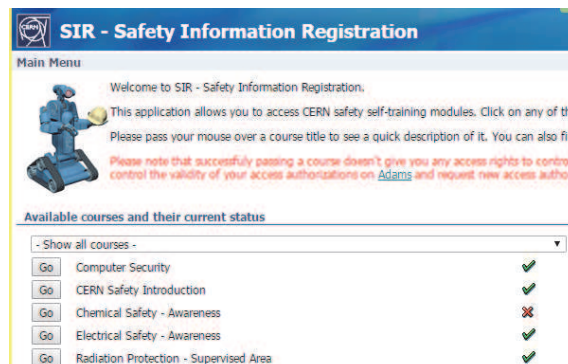 CERN
SIR - Safety Information Registration
Main Menu
Welcome to SIR - Safety Information Registration.
This application allows you to access CERN safety self-training modules. Click on any of th
Please pass your mouse over a course title to see a quick description of it. You can also fi
Please note that successfuly passing a course doesn't give you any access rights to contro
control the validity of your access authorizations on Adams and request new access autho
Available courses and their current status
- Show all courses -
Go Computer Security
Go CERN Safety Introduction
Go Chemical Safety - Awareness
Go Electrical Safety - Awareness
Go Radiation Protection - Supervised Area